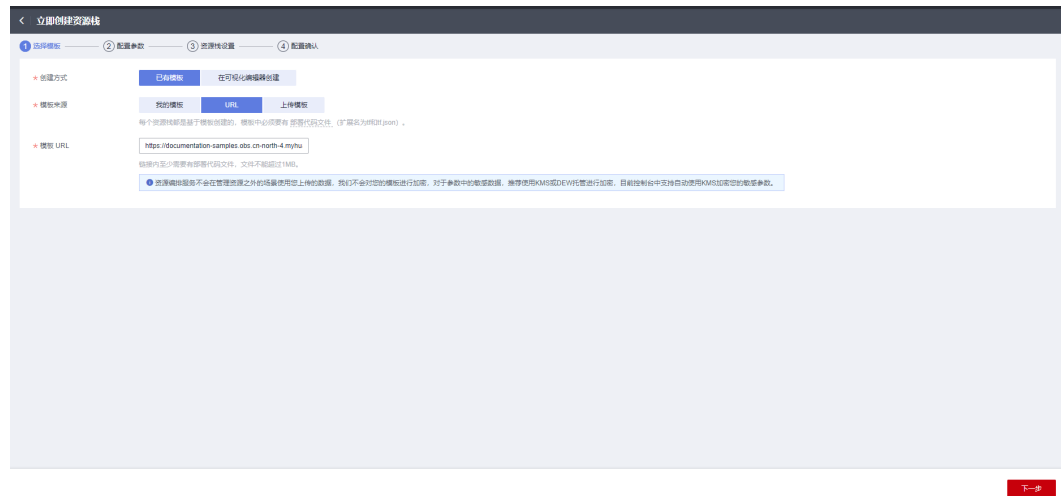 立即创建资源栈
1 选择模板 2 配置参数 3 资源栈设置 4 配置确认
* 创建方式 已有模板 在可视化编辑器创建
* 模板来源 我的模板 URL 上传模板
每个资源栈都是基于模板创建的，模板中必须要有 部署代码文件 （扩展名为tf和tf.json）。
* 模板 URL https://documentation-samples.obs.cn-north-4.myhu
链接内至少需要有部署代码文件，文件不能超过1MB。
资源编排服务不会在管理资源之外的场景使用您上传的数据，我们不会对您的模板进行加密，对于参数中的敏感数据，推荐使用KMS或DEW托管进行加密，目前控制台中支持自动使用KMS加密您的敏感参数。
下一步